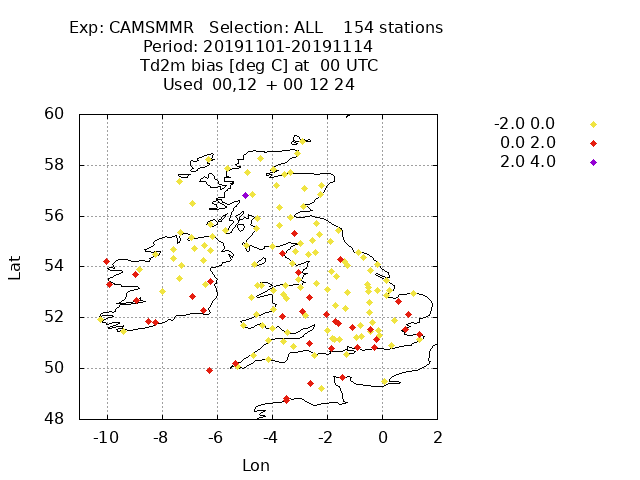 Exp: CAMSMMR Selection: ALL 154 stations
Period: 20191101-20191114
Td2m bias [deg C] at 00 UTC
Used 00,12 + 00 12 24
-2.0 0.0
0.0 2.0
2.0 4.0
60
58
56
54
52
50
48
Lat
-10 -8 -6 -4 -2 0 2
Lon